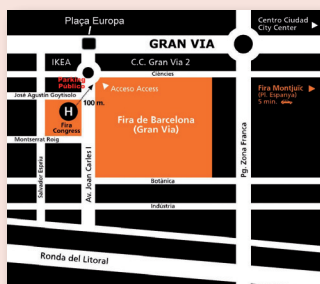 Plaça Europa
Centro Ciudad
City Center
GRAN VIA
IKEA
C.C. Gran Via 2
Ciències
Parking
Público
Acceso Access
Fira Montjuïc
(Pl. Espanya)
5 min.
José Agustín Goytisolo
100 m.
H
Fira
Congress
Fira de Barcelona
(Gran Via)
Montserrat Roig
Salvador Espriu
Av. Joan Carles I
Pg. Zona Franca
Botànica
Indústria
Ronda del Litoral